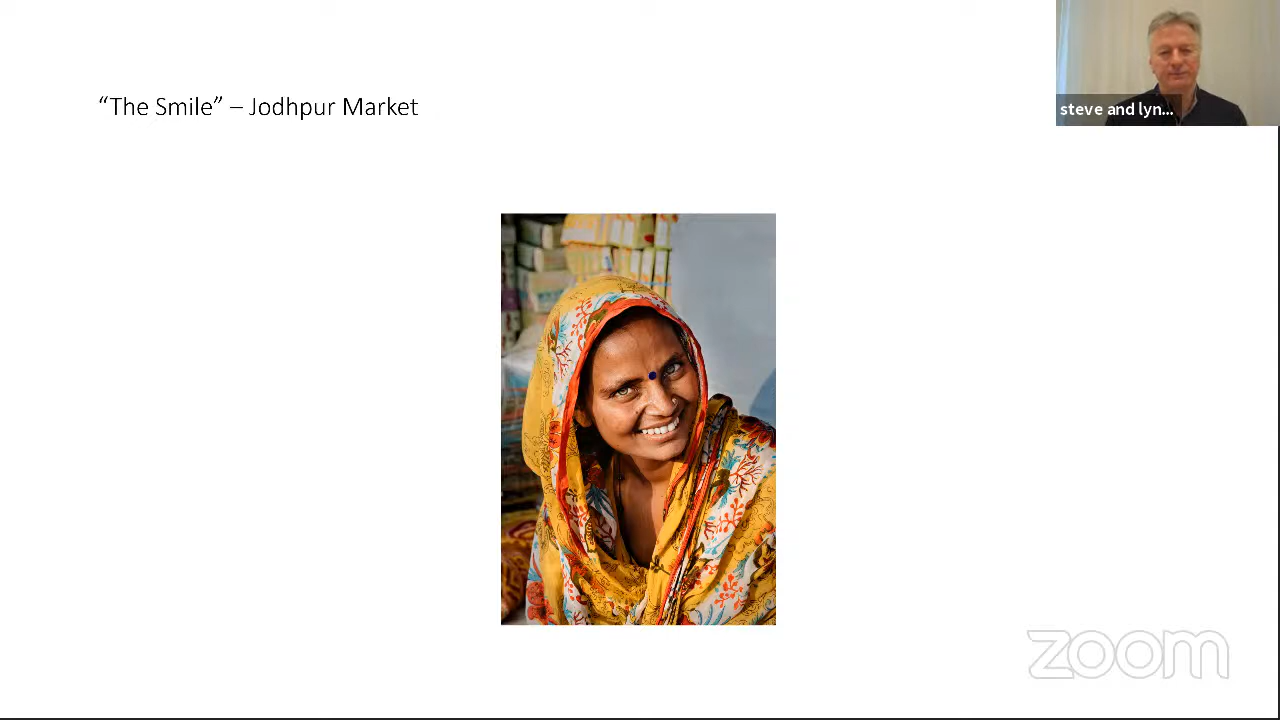 “The Smile” – Jodhpur Market
steve and lyn...
zoom